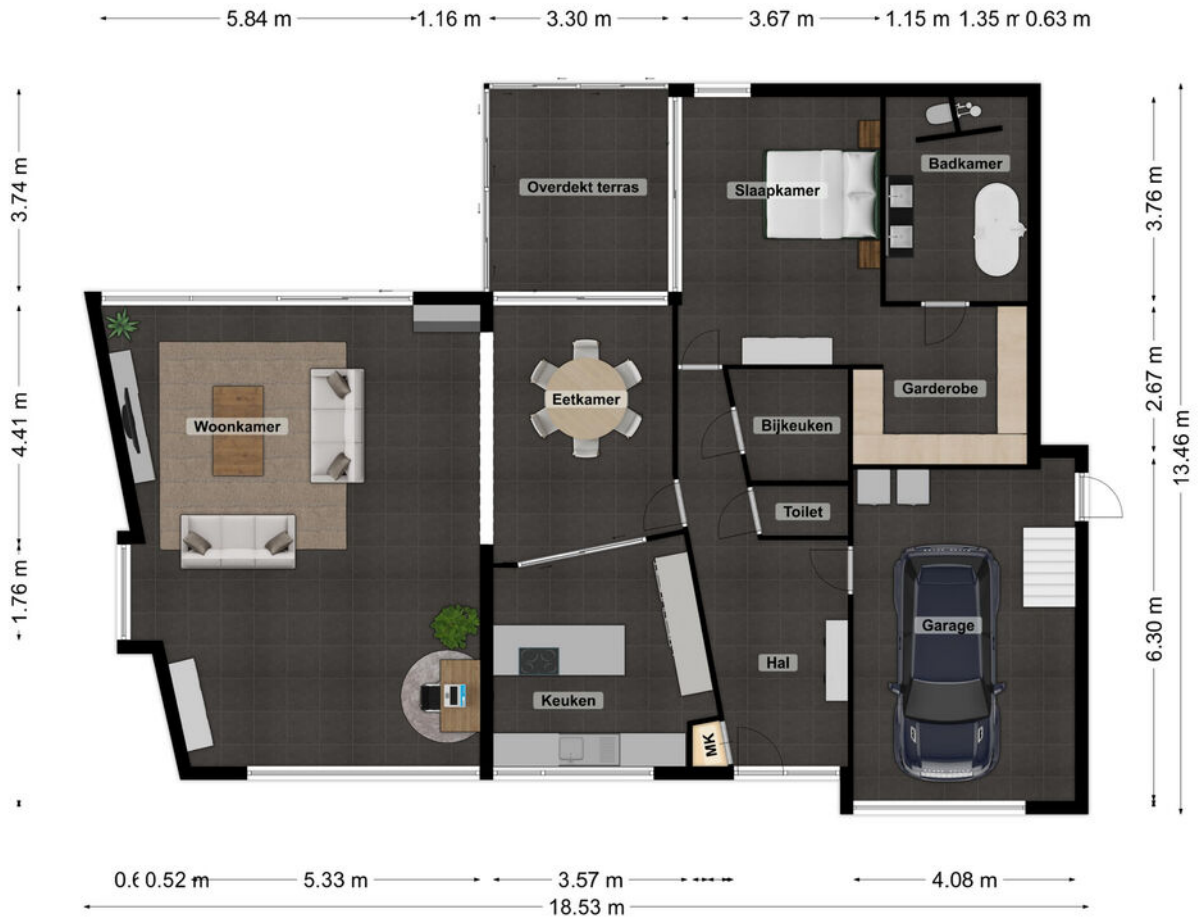 5.84 m 1.16 m 3.30 m 3.67 m 1.15 m 1.35 m 0.63 m
3.74 m
4.41 m
1.76 m
Overdekt terras
Slaapkamer
Badkamer
Woonkamer
Eetkamer
Bijkeuken
Garderobe
Toilet
Garage
Hal
Keuken
MK
3.76 m
2.67 m
6.30 m
13.46 m
0.52 m 5.33 m 3.57 m 4.08 m
18.53 m